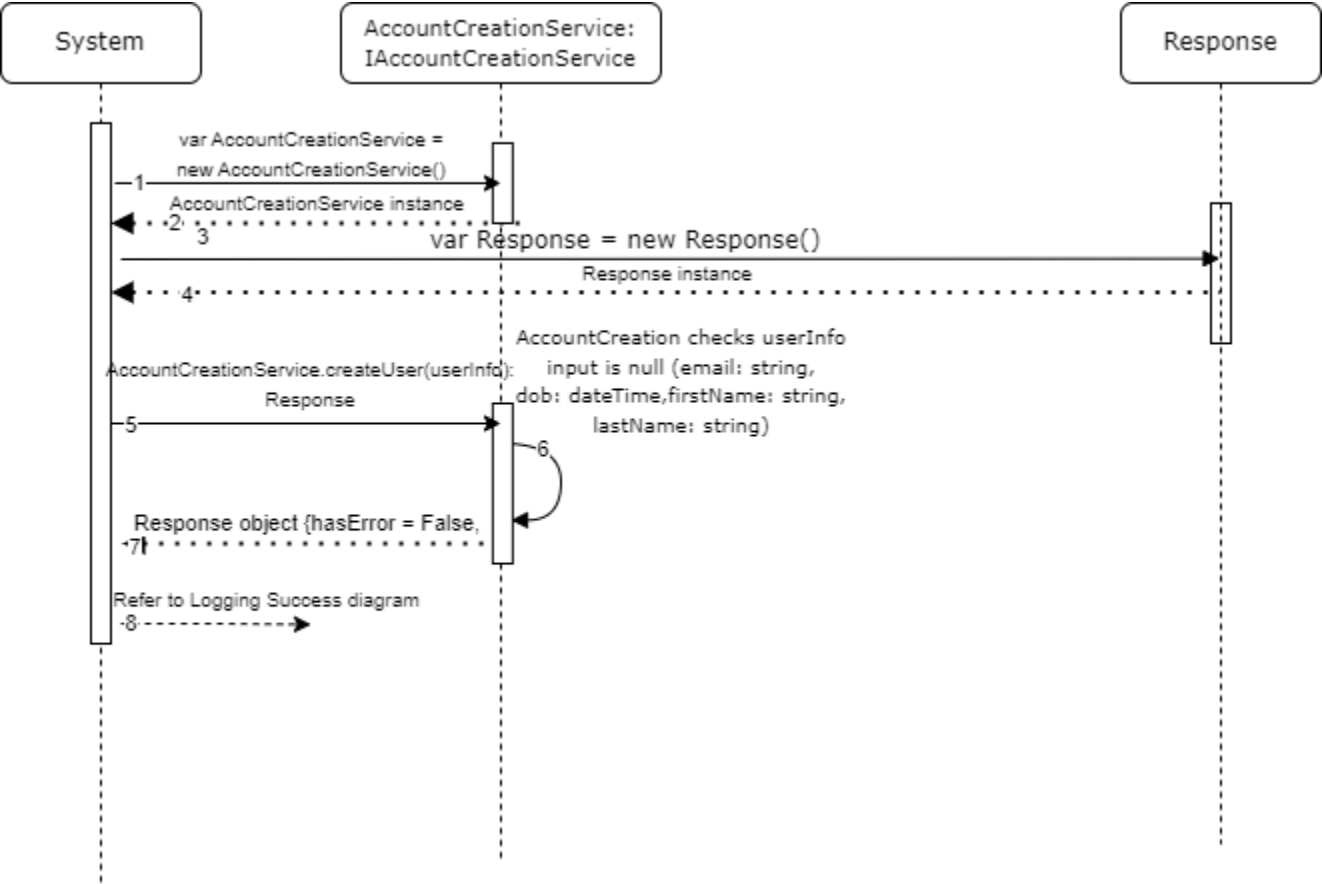 System
AccountCreationService:
IAccountCreationService
Response
var AccountCreationService =
new AccountCreationService()
1
AccountCreationService instance
2
3
var Response = new Response()
Response instance
4
AccountCreation checks userInfo
input is null (email: string,
dob: dateTime,firstName: string,
lastName: string)
AccountCreationService.createUser(userInfo):
Response
5
6
Response object {hasError = False,
7
Refer to Logging Success diagram
8